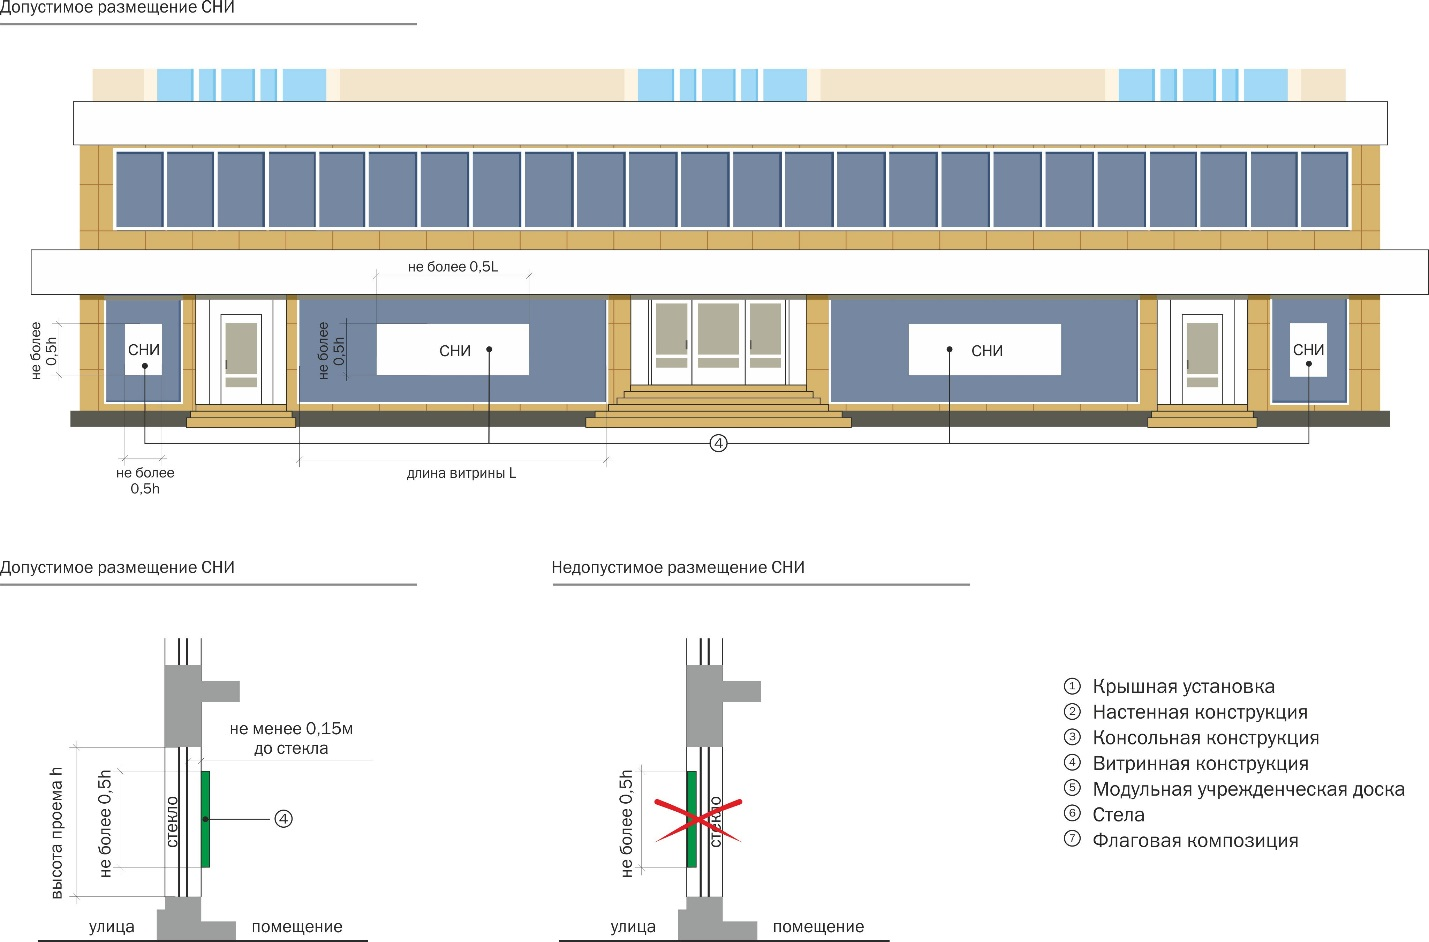 Допустимое размещение СНИ
не более 0,5L
не более
0,5h
СНИ
не более
0,5h
СНИ
СНИ
СНИ
4
не более
0,5h
длина витрины L
Допустимое размещение СНИ
Недопустимое размещение СНИ
не менее 0,15м
до стекла
высота проема h
не более 0,5h
стекло
4
улица
помещение
не более 0,5h
стекло
улица
помещение
1 Крышная установка
2 Настенная конструкция
3 Консольная конструкция
4 Витринная конструкция
5 Модульная учрежденческая доска
6 Стела
7 Флаговая композиция